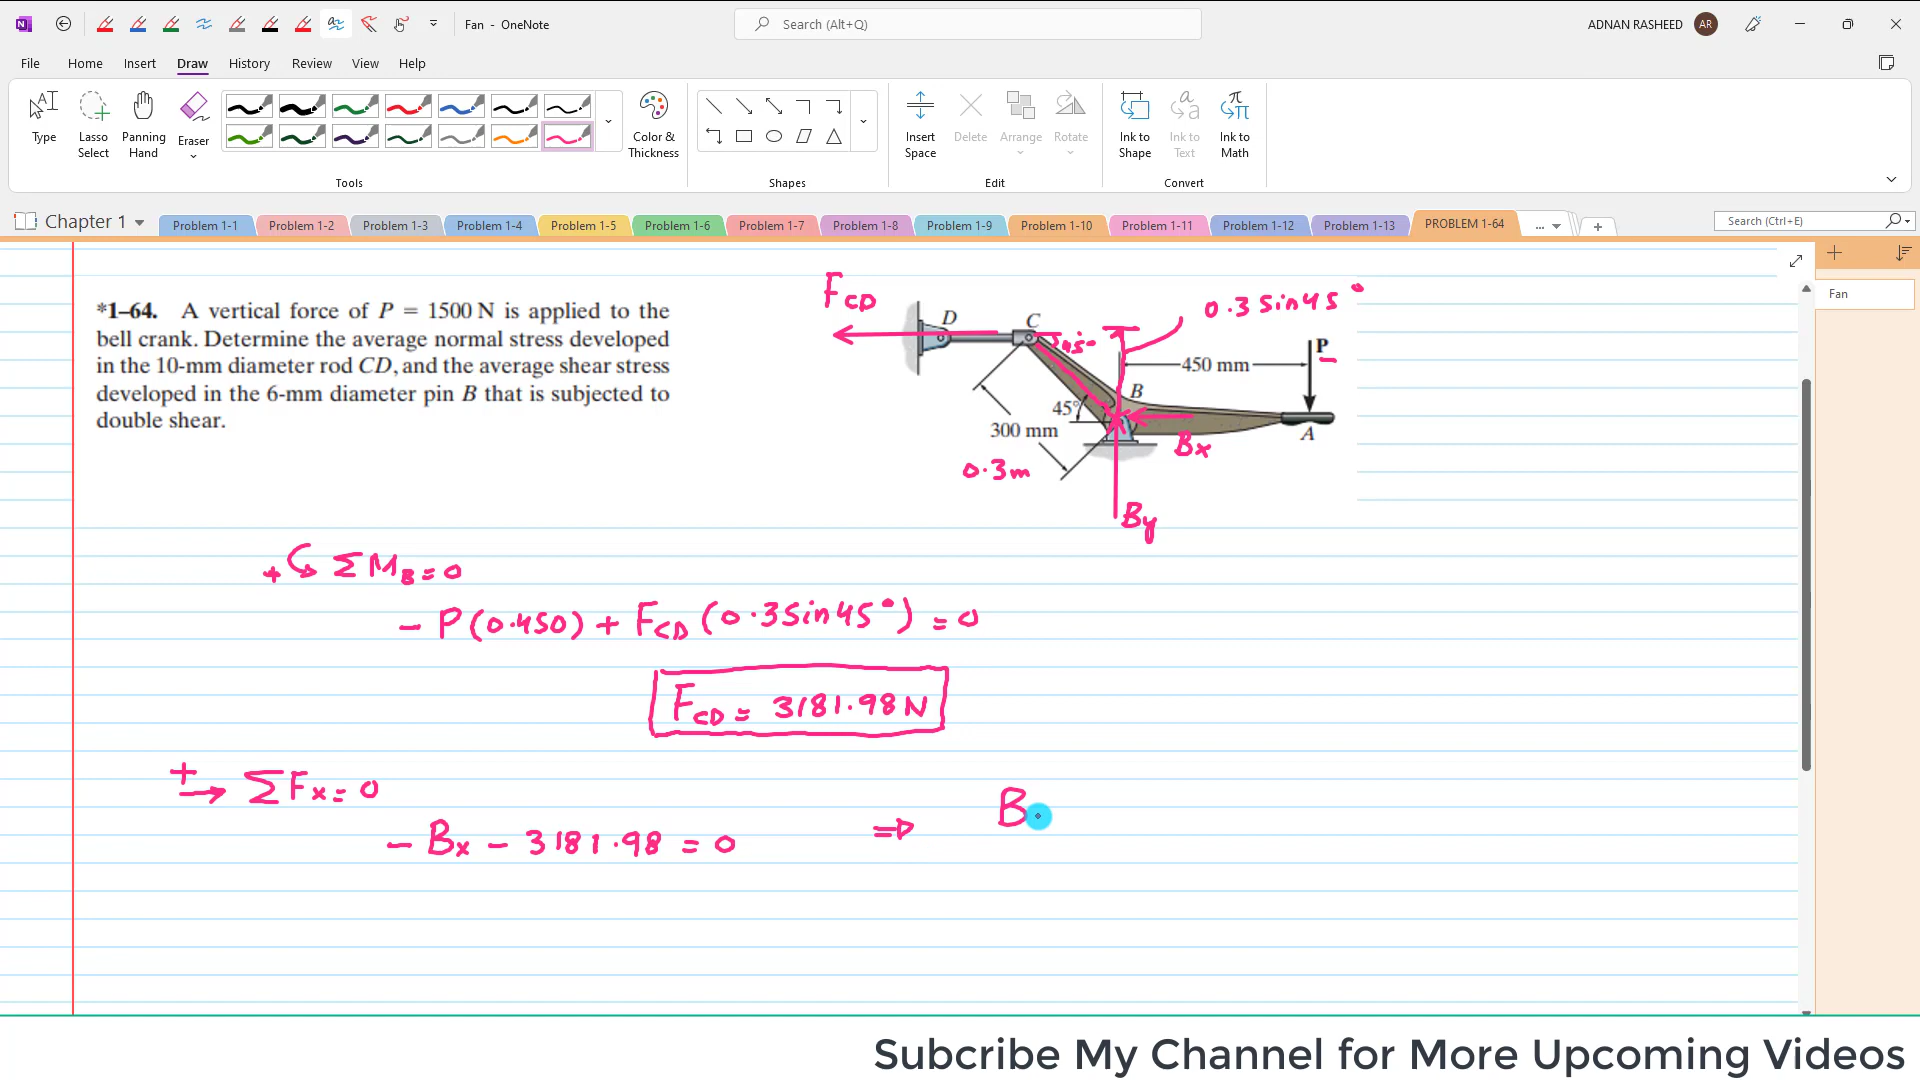 Fan - OneNote
Search (Alt+Q)
ADNAN RASHEED
AR
File Home Insert Draw History Review View Help
Type
Lasso Select
Panning Hand
Eraser
Color & Thickness
Insert Space
Delete
Arrange
Rotate
Ink to Shape
Ink to Text
Ink to Math
Tools
Shapes
Edit
Convert
Chapter 1
Problem 1-1 Problem 1-2 Problem 1-3 Problem 1-4 Problem 1-5 Problem 1-6 Problem 1-7 Problem 1-8 Problem 1-9 Problem 1-10 Problem 1-11 Problem 1-12 Problem 1-13 PROBLEM 1-64 ...
Search (Ctrl+E)
Fan
*1–64. A vertical force of P = 1500 N is applied to the
bell crank. Determine the average normal stress developed
in the 10-mm diameter rod CD, and the average shear stress
developed in the 6-mm diameter pin B that is subjected to
double shear.
F_CD
0.3 sin45°
D
C
45°
P
450 mm
B
45°
300 mm
A
Bx
0.3m
By
+ ΣM_B = 0
- P(0.450) + F_CD (0.3 Sin45°) = 0
F_CD = 3181.98 N
+→ ΣFx = 0
- Bx - 3181.98 = 0 ⇒ B
Subcribe My Channel for More Upcoming Videos